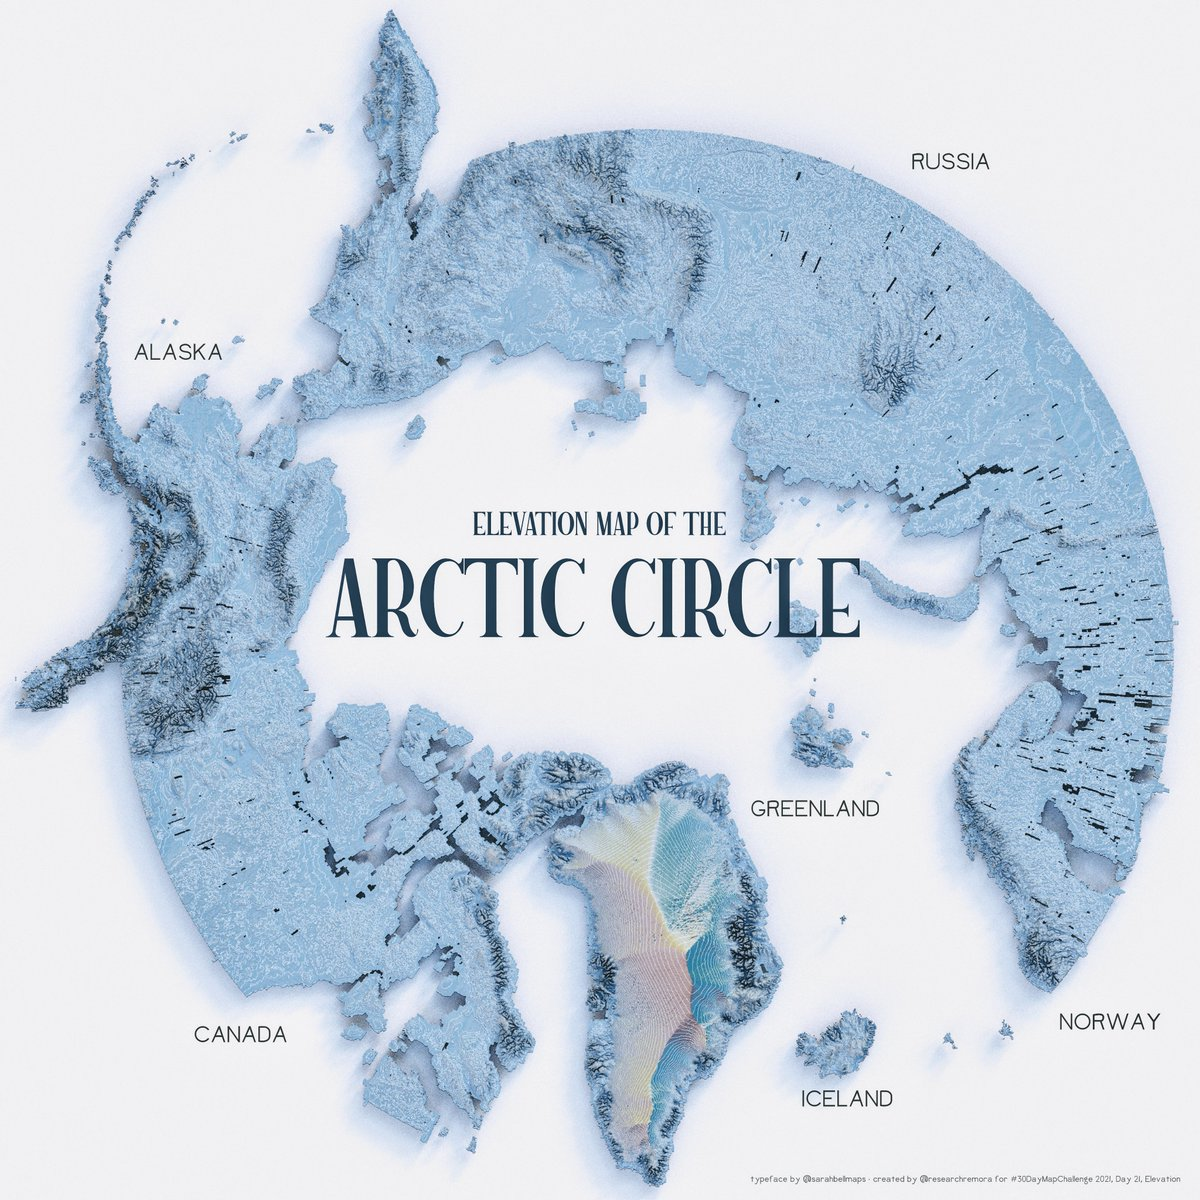 RUSSIA
ALASKA
ELEVATION MAP OF THE
ARCTIC CIRCLE
GREENLAND
CANADA
NORWAY
ICELAND
typeface by @sarahbellmaps · created by @researchremora for #30DayMapChallenge 2021, Day 21, Elevation